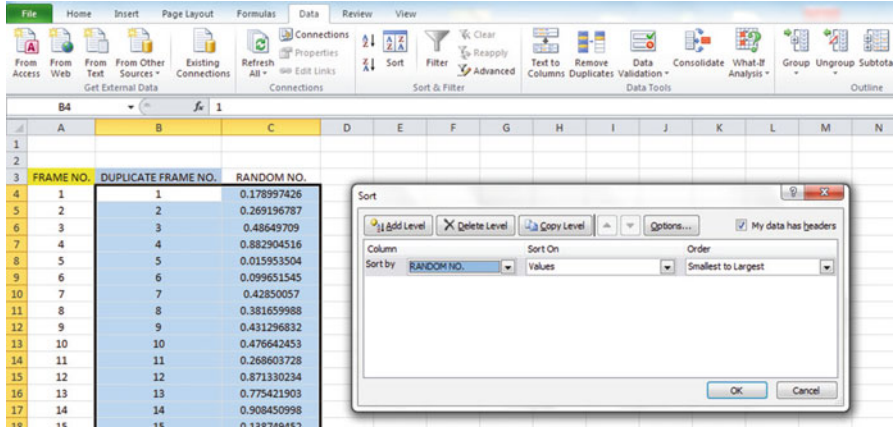 File Home Insert Page Layout Formulas Data Review View
Connections Clear
Properties Reapply
Edit Links Advanced
From Access From Web From Text From Other Sources Existing Connections Refresh All Sort Filter Text to Columns Remove Duplicates Data Validation Consolidate What-If Analysis Group Ungroup Subtota
Get External Data Connections Sort & Filter Data Tools Outline
B4 fx 1
A B C D E F G H I J K L M N
1
2
3 FRAME NO. DUPLICATE FRAME NO. RANDOM NO.
4 1 1 0.178997426
5 2 2 0.269196787
6 3 3 0.48649709
7 4 4 0.882904516
8 5 5 0.015953504
9 6 6 0.099651545
10 7 7 0.42850057
11 8 8 0.381659988
12 9 9 0.431296832
13 10 10 0.476642453
14 11 11 0.268603728
15 12 12 0.871330234
16 13 13 0.775421903
17 14 14 0.908450998
18 15 15 0.138749452
Sort
Add Level Delete Level Copy Level Options... My data has headers
Column Sort On Order
Sort by RANDOM NO. Values Smallest to Largest
OK Cancel